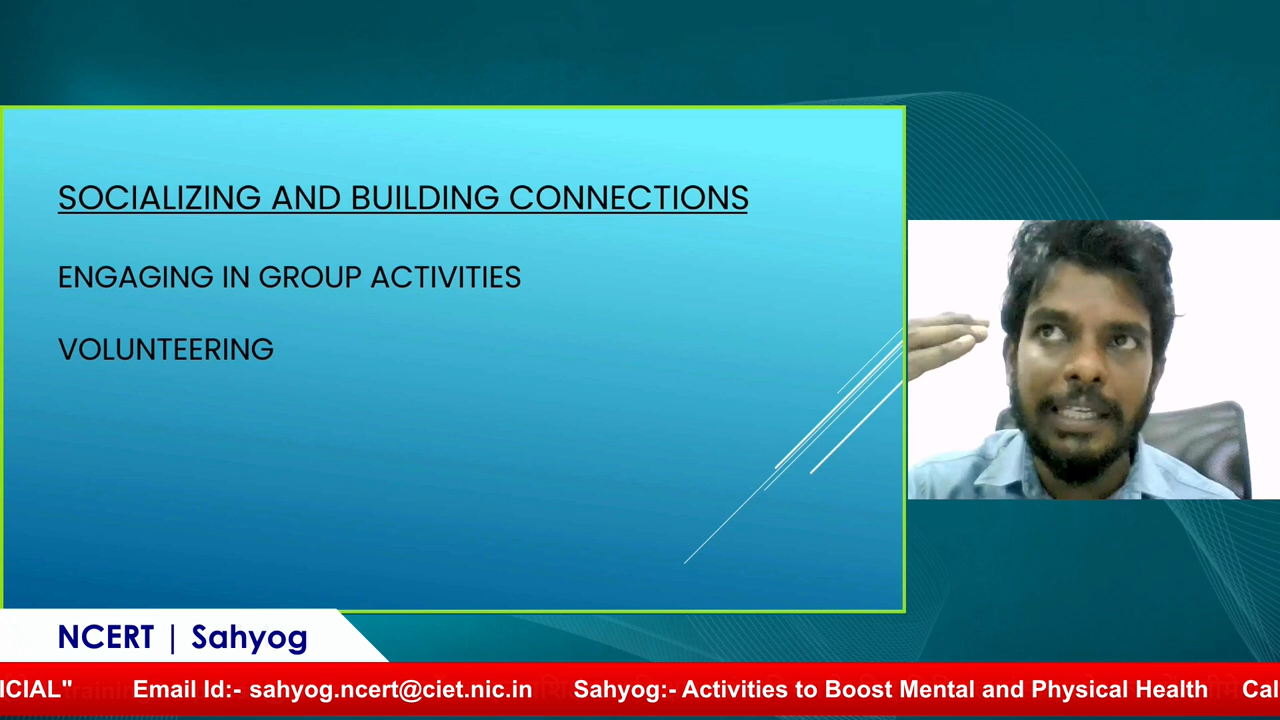 SOCIALIZING AND BUILDING CONNECTIONS
ENGAGING IN GROUP ACTIVITIES
VOLUNTEERING
NCERT | Sahyog
ICIAL" Email Id:- sahyog.ncert@ciet.nic.in Sahyog:- Activities to Boost Mental and Physical Health Cal